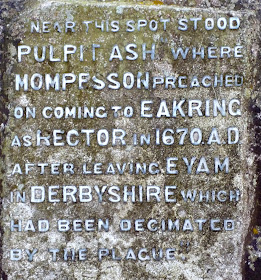 NEAR THIS SPOT STOOD
PULPIT ASH WHERE
MOMPESSON PREACHED
ON COMING TO EAKRING
AS RECTOR IN 1670 A.D
AFTER LEAVING EYAM
IN DERBYSHIRE WHICH
HAD BEEN DECIMATED
BY THE PLAGUE